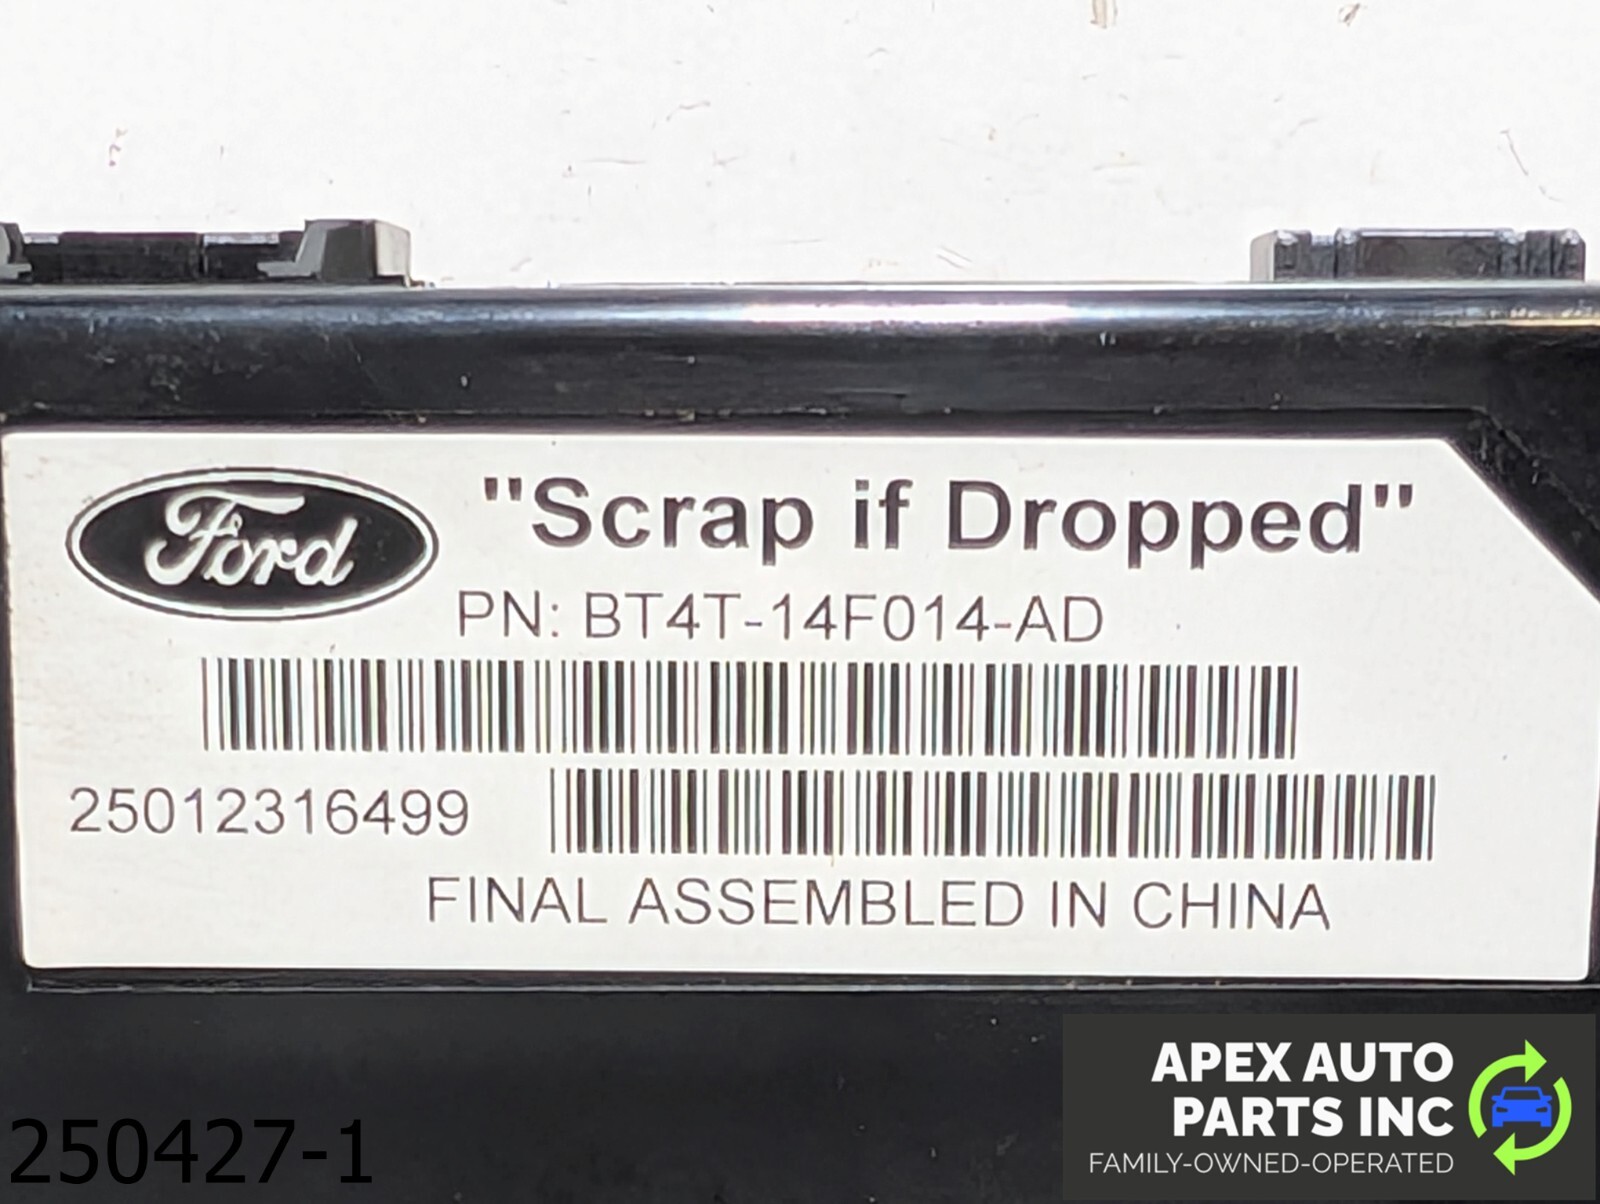 Ford
"Scrap if Dropped"
PN: BT4T-14F014-AD
25012316499
FINAL ASSEMBLED IN CHINA
250427-1
APEX AUTO
PARTS INC
FAMILY-OWNED-OPERATED